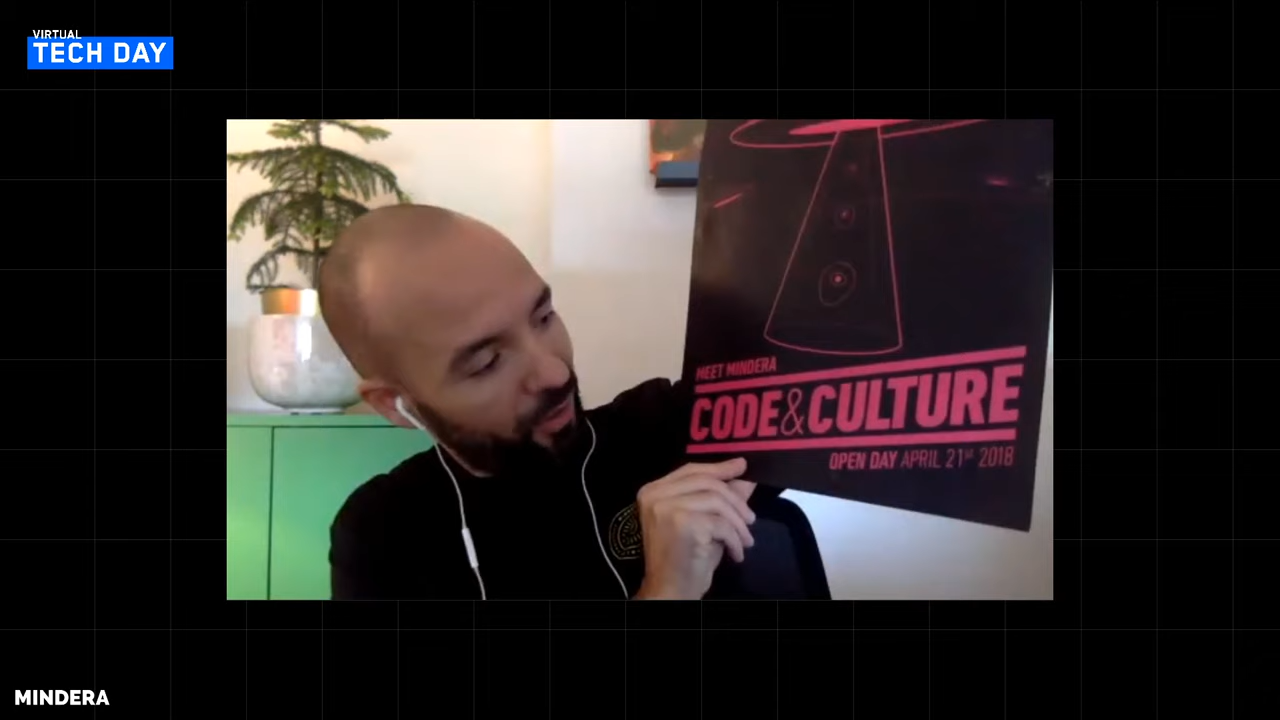 VIRTUAL
TECH DAY
MEET MINDERA
CODE&CULTURE
OPEN DAY APRIL 21st 2018
MINDERA